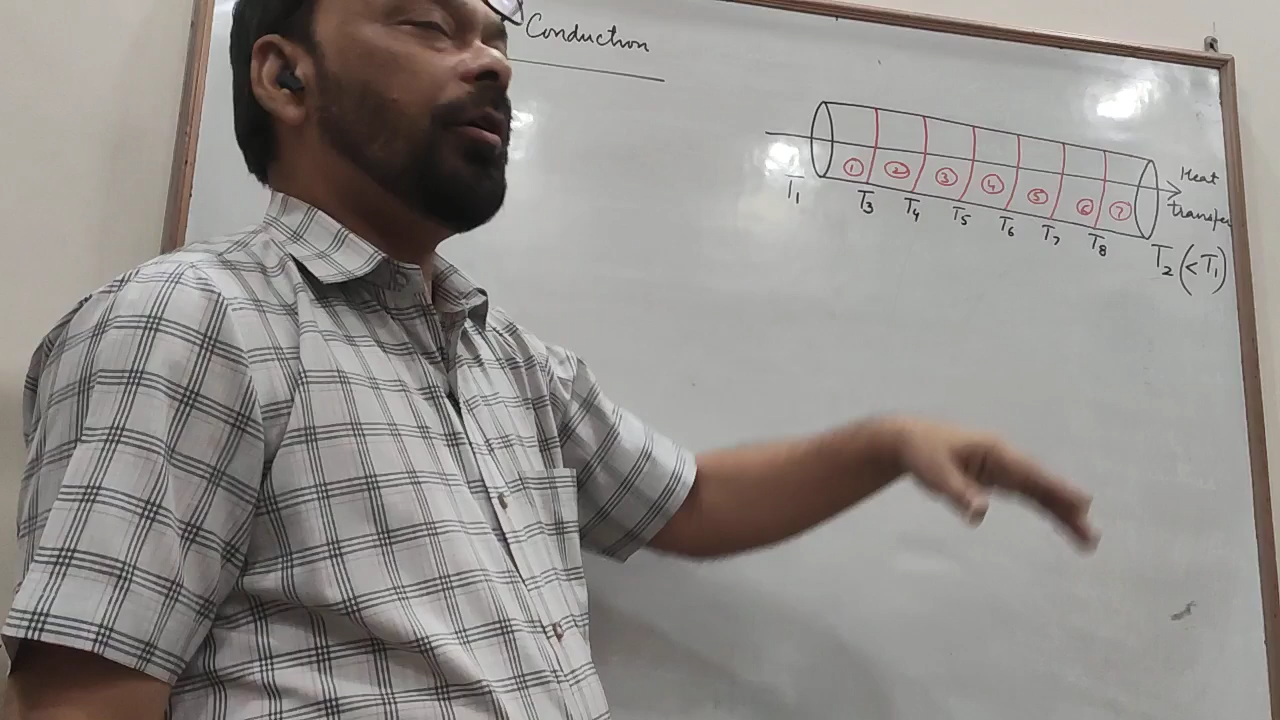 Conduction
① ② ③ ④ ⑤ ⑥ ⑦
Heat
transfer
T₁ T₃ T₄ T₅ T₆ T₇ T₈ T₂ (<T₁)